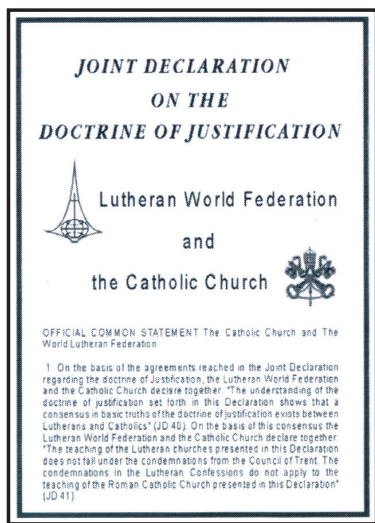 JOINT DECLARATION
ON THE
DOCTRINE OF JUSTIFICATION
Lutheran World Federation
and
the Catholic Church
OFFICIAL COMMON STATEMENT The Catholic Church and The
World Lutheran Federation
1 On the basis of the agreements reached in the Joint Declaration
regarding the doctrine of Justification, the Lutheran World Federation
and the Catholic Church declare together. "The understanding of the
doctrine of justification set forth in this Declaration shows that a
consensus in basic truths of the doctrine of justification exists between
Lutherans and Catholics" (JD 40). On the basis of this consensus the
Lutheran World Federation and the Catholic Church declare together.
"The teaching of the Lutheran churches presented in this Declaration
does not fall under the condemnations from the Council of Trent. The
condemnations in the Lutheran Confessions do not apply to the
teaching of the Roman Catholic Church presented in this Declaration"
(JD 41)